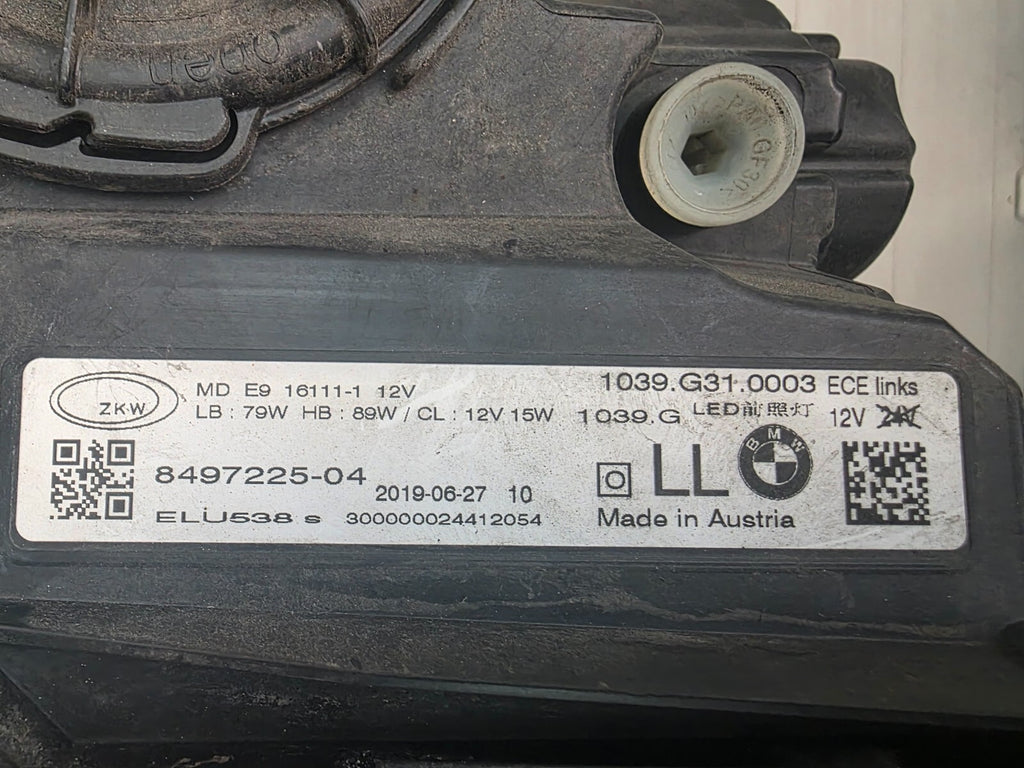 open
GF30
ZKW
MD E9 16111-1 12V
LB : 79W HB : 89W / CL : 12V 15W
1039.G31.0003 ECE links
1039.G LED前照灯 12V 24V
8497225-04
2019-06-27 10
ELU538 s 300000024412054
LL
BMW
Made in Austria